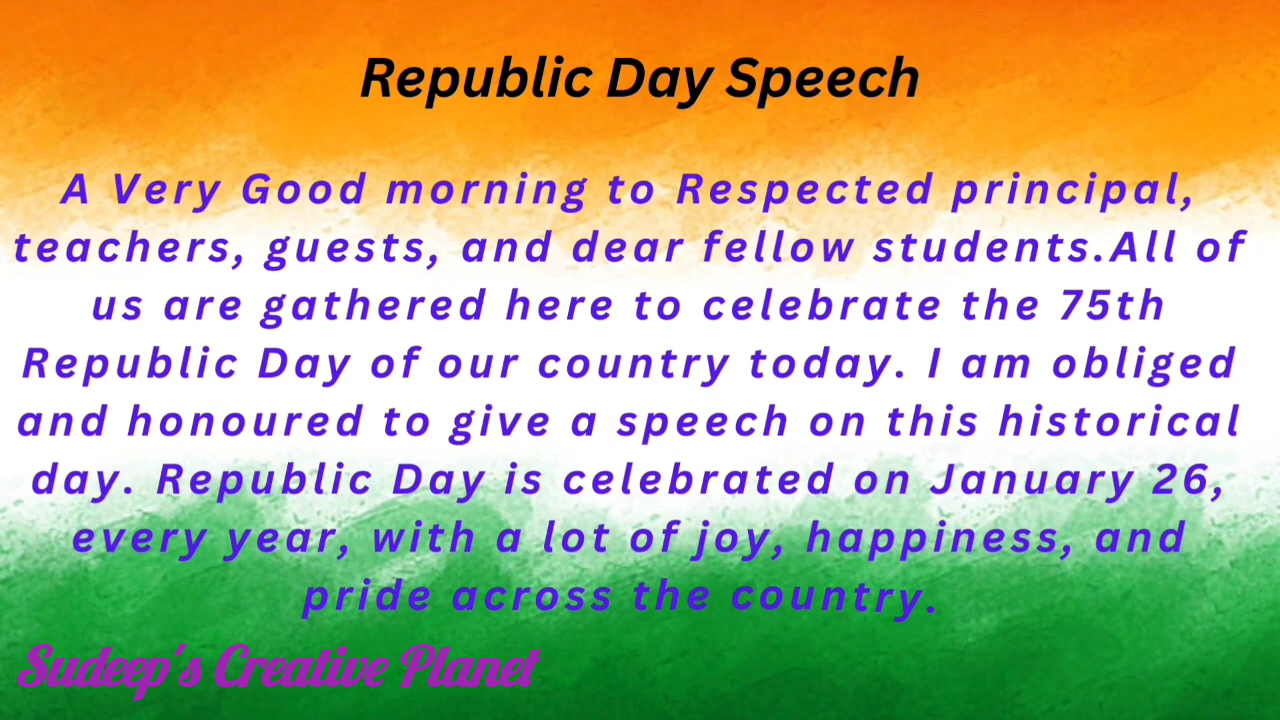 Republic Day Speech
A Very Good morning to Respected principal,
teachers, guests, and dear fellow students.All of
us are gathered here to celebrate the 75th
Republic Day of our country today. I am obliged
and honoured to give a speech on this historical
day. Republic Day is celebrated on January 26,
every year, with a lot of joy, happiness, and
pride across the country.
Sudeep's Creative Planet